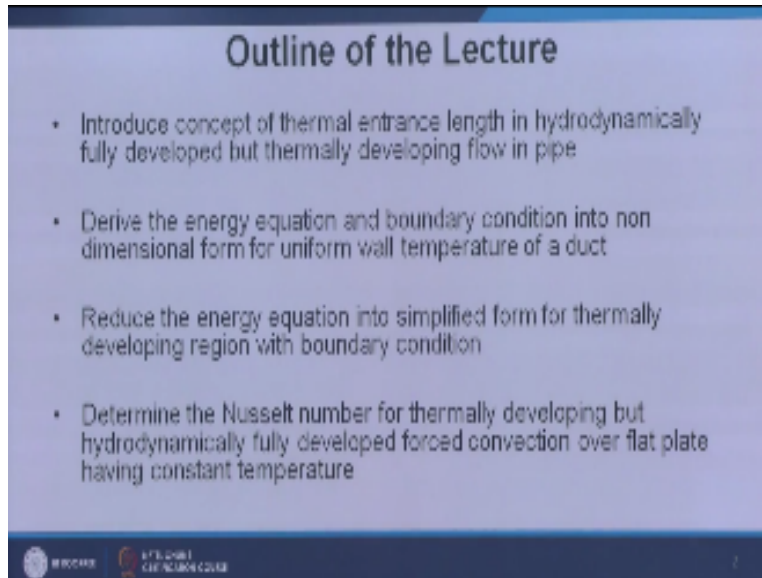 Outline of the Lecture
• Introduce concept of thermal entrance length in hydrodynamically
fully developed but thermally developing flow in pipe
• Derive the energy equation and boundary condition into non
dimensional form for uniform wall temperature of a duct
• Reduce the energy equation into simplified form for thermally
developing region with boundary condition
• Determine the Nusselt number for thermally developing but
hydrodynamically fully developed forced convection over flat plate
having constant temperature
CERTIFICATION COURSE
2